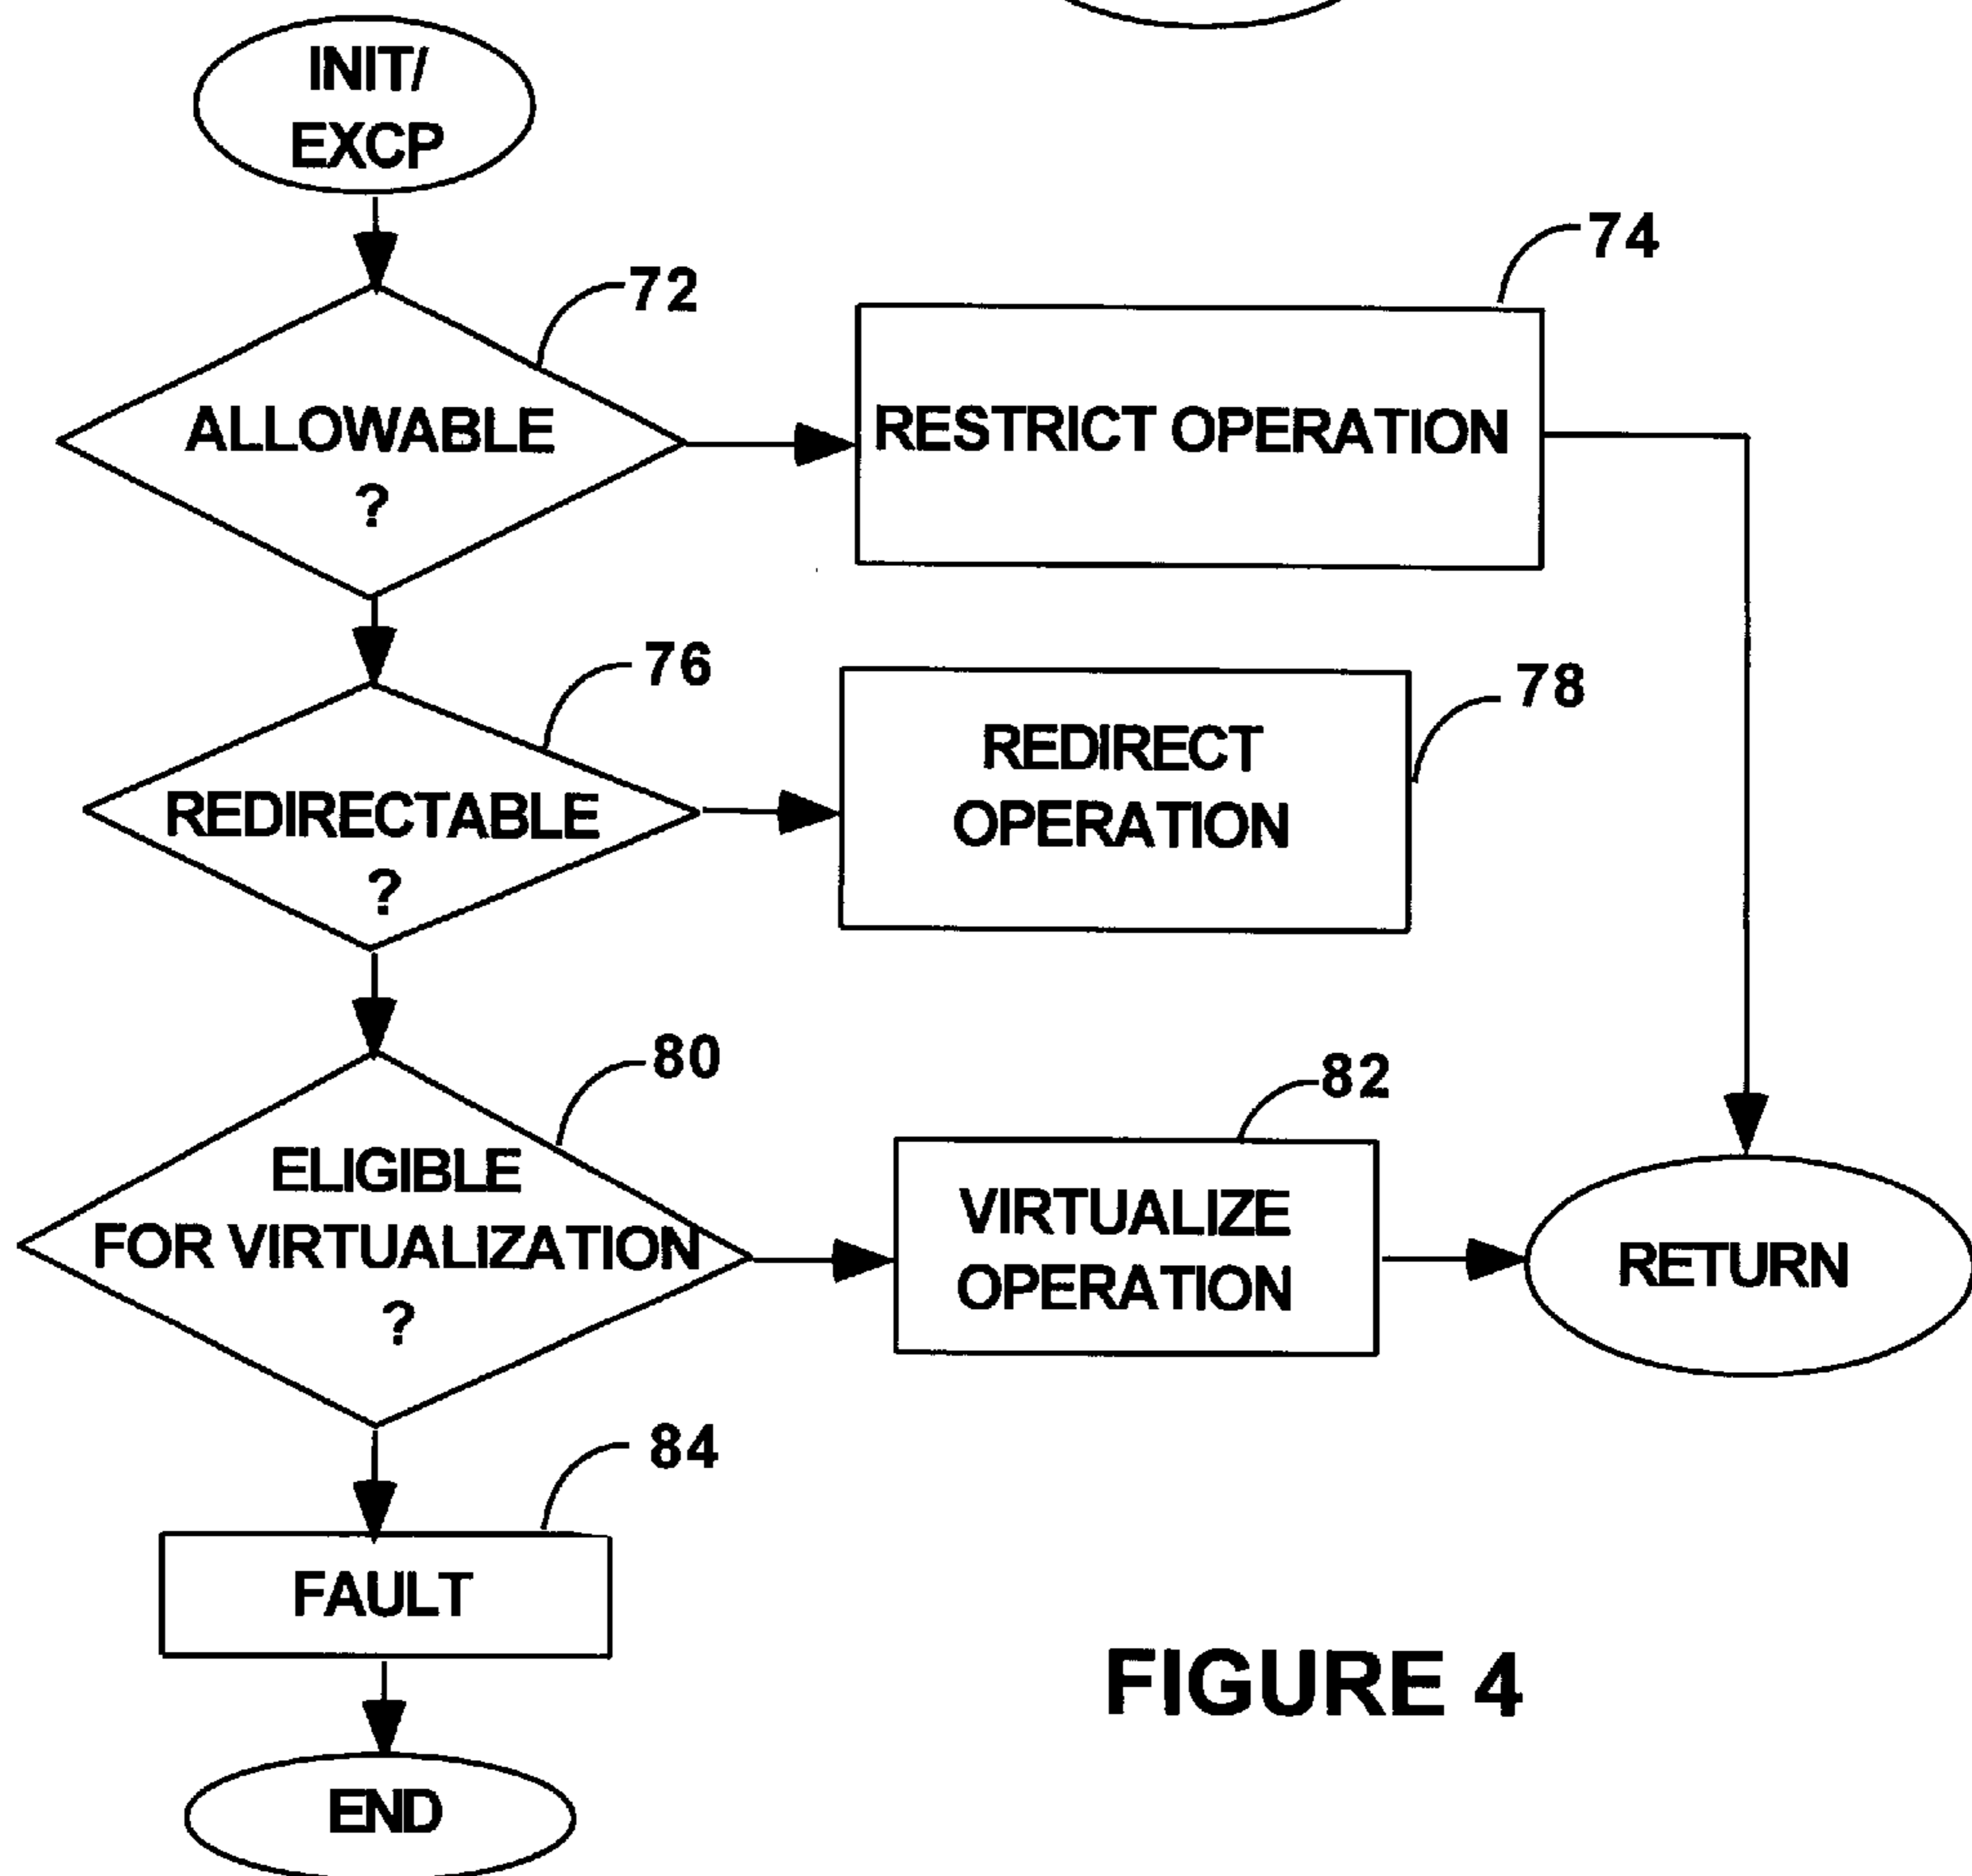 INIT/
EXCP
72
74
ALLOWABLE
?
RESTRICT OPERATION
76
78
REDIRECTABLE
?
REDIRECT
OPERATION
80
82
ELIGIBLE
FOR VIRTUALIZATION
?
VIRTUALIZE
OPERATION
RETURN
84
FAULT
END
FIGURE 4